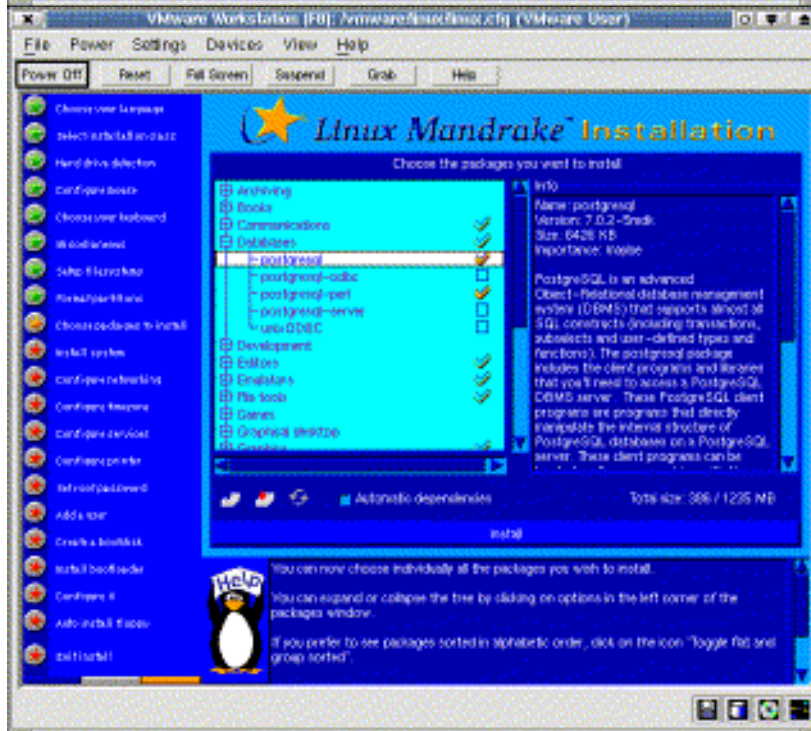 VMware Workstation [F0]: /vmware/linux/linux.cfg (VMware User)
File Power Settings Devices View Help
Power Off Reset Full Screen Suspend Grab Help
Choose your language
Select installation class
Hard drive detection
Configure mouse
Choose your keyboard
Miscellaneous
Setup filesystems
Format partitions
Choose packages to install
Install system
Configure networking
Configure timezone
Configure services
Configure printer
Set root password
Add a user
Create a bootdisk
Install bootloader
Configure X
Auto install floppy
Exit install
Linux Mandrake™ Installation
Choose the packages you want to install
Archiving
Books
Communications
Databases
postgresql
postgresql-odbc
postgresql-perl
postgresql-server
unixODBC
Development
Editors
Emulators
File tools
Games
Graphical desktop
Graphics
Info
Name: postgresql
Version: 7.0.2-5mdk
Size: 6428 KB
Importance: maybe
PostgreSQL is an advanced
Object-Relational database management
system (DBMS) that supports almost all
SQL constructs (including transactions,
subselects and user-defined types and
functions). The postgresql package
includes the client programs and libraries
that you'll need to access a PostgreSQL
DBMS server. These PostgreSQL client
programs are programs that directly
manipulate the internal structure of
PostgreSQL databases on a PostgreSQL
server. These client programs can be
Automatic dependencies
Total size: 386 / 1235 MB
Install
Help
You can now choose individually all the packages you wish to install.
You can expand or collapse the tree by clicking on options in the left corner of the
packages window.
If you prefer to see packages sorted in alphabetic order, click on the icon "Toggle flat and
group sorted".